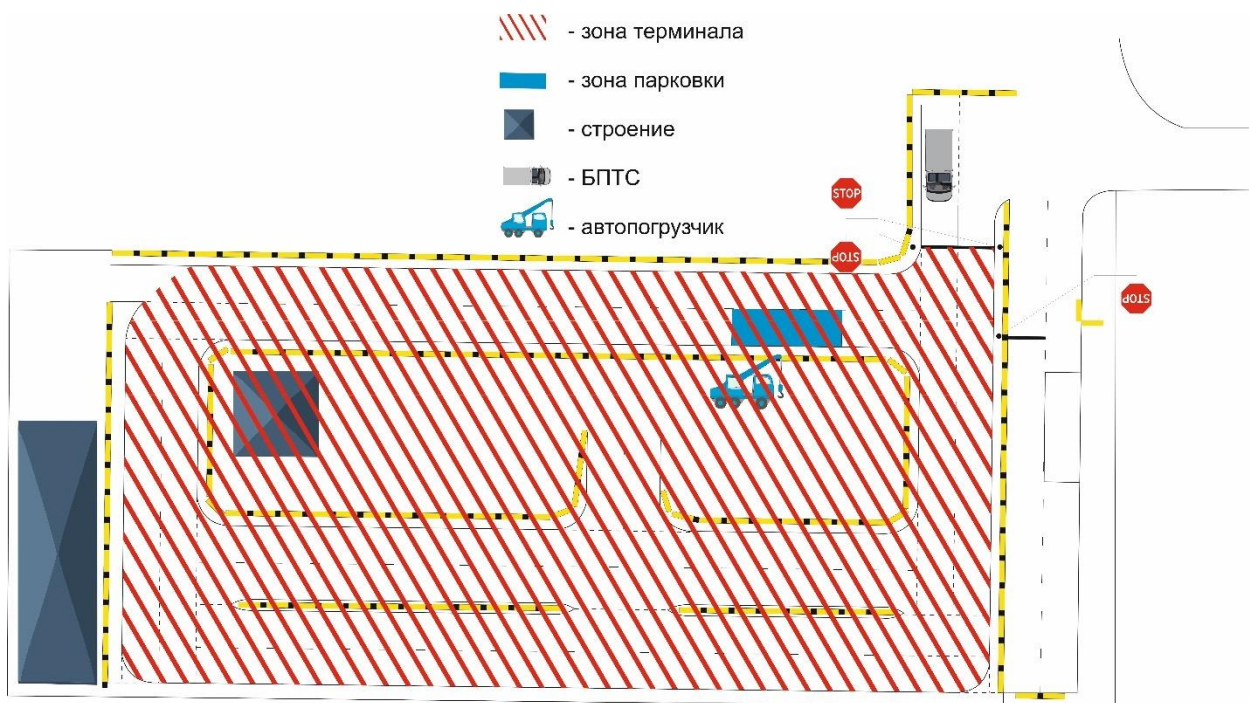 - зона терминала
- зона парковки
- строение
- БПТС
- автопогрузчик
STOP
STOP
STOP